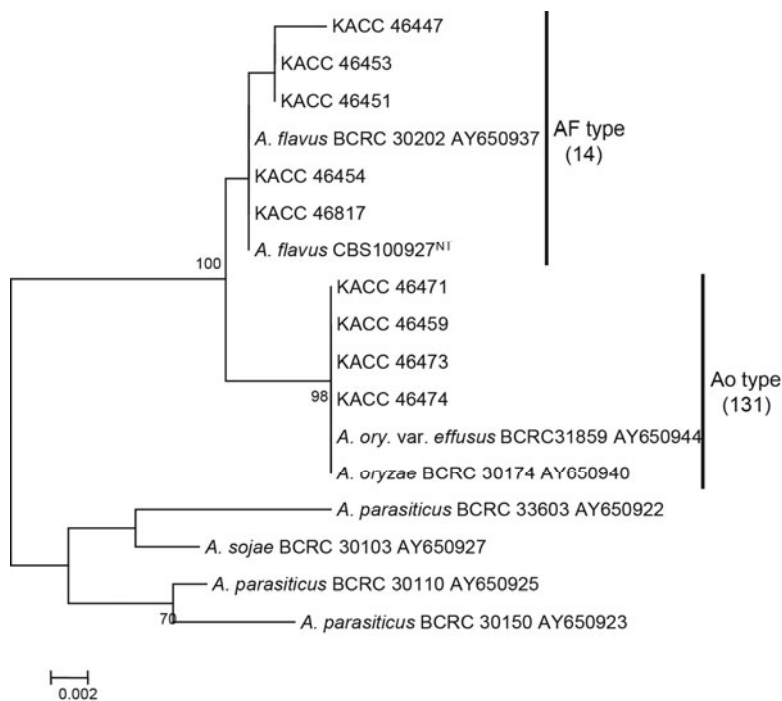 KACC 46447
KACC 46453
KACC 46451
A. flavus BCRC 30202 AY650937
KACC 46454
KACC 46817
A. flavus CBS100927NT
AF type
(14)
100
KACC 46471
KACC 46459
KACC 46473
KACC 46474
98
A. ory. var. effusus BCRC31859 AY650944
A. oryzae BCRC 30174 AY650940
Ao type
(131)
A. parasiticus BCRC 33603 AY650922
A. sojae BCRC 30103 AY650927
A. parasiticus BCRC 30110 AY650925
70
A. parasiticus BCRC 30150 AY650923
0.002